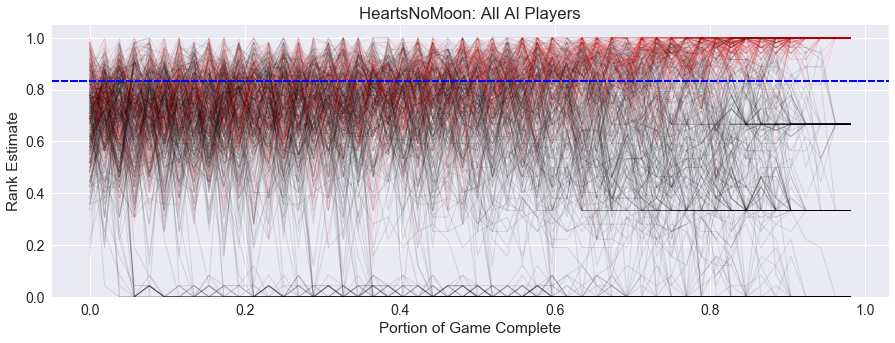 HeartsNoMoon: All AI Players
1.0
0.8
0.6
0.4
0.2
0.0
Rank Estimate
0.0 0.2 0.4 0.6 0.8 1.0
Portion of Game Complete